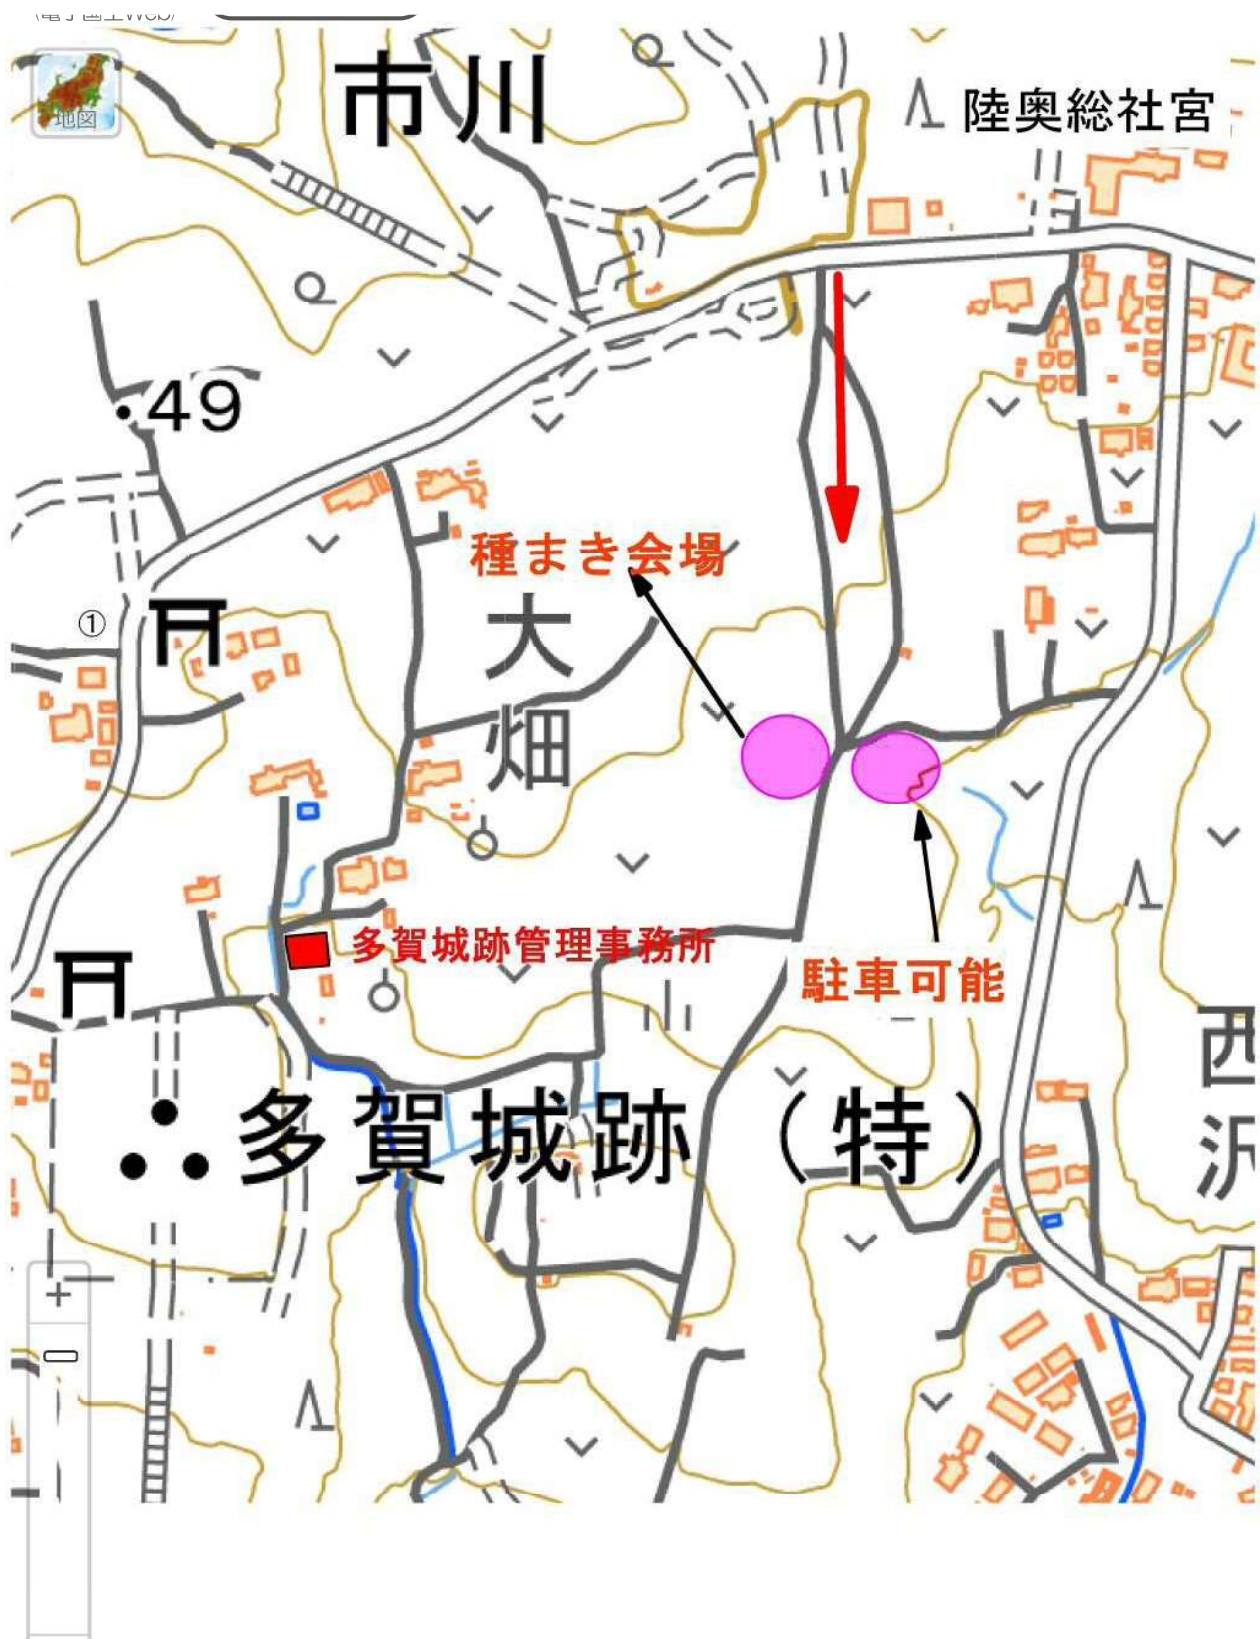 市川
陸奥総社宮
地図
49
種まき会場
①
大畑
多賀城跡管理事務所
駐車可能
西沢
多賀城跡（特）
+